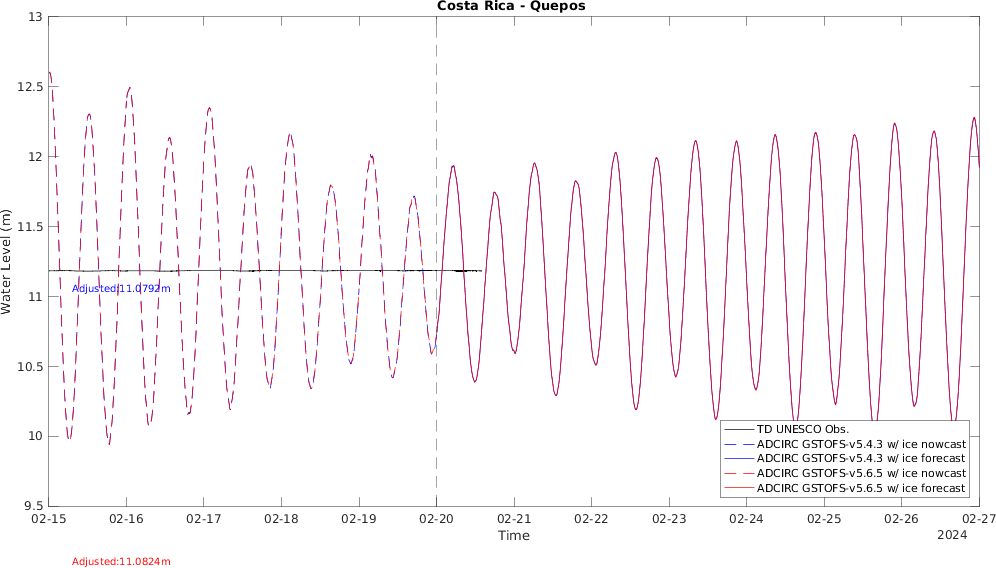 Costa Rica - Quepos
13
12.5
12
11.5
11
10.5
10
9.5
Water Level (m)
Adjusted:11.0792m
TD UNESCO Obs.
ADCIRC GSTOFS-v5.4.3 w/ ice nowcast
ADCIRC GSTOFS-v5.4.3 w/ ice forecast
ADCIRC GSTOFS-v5.6.5 w/ ice nowcast
ADCIRC GSTOFS-v5.6.5 w/ ice forecast
02-15 02-16 02-17 02-18 02-19 02-20 02-21 02-22 02-23 02-24 02-25 02-26 02-27
Time
2024
Adjusted:11.0824m